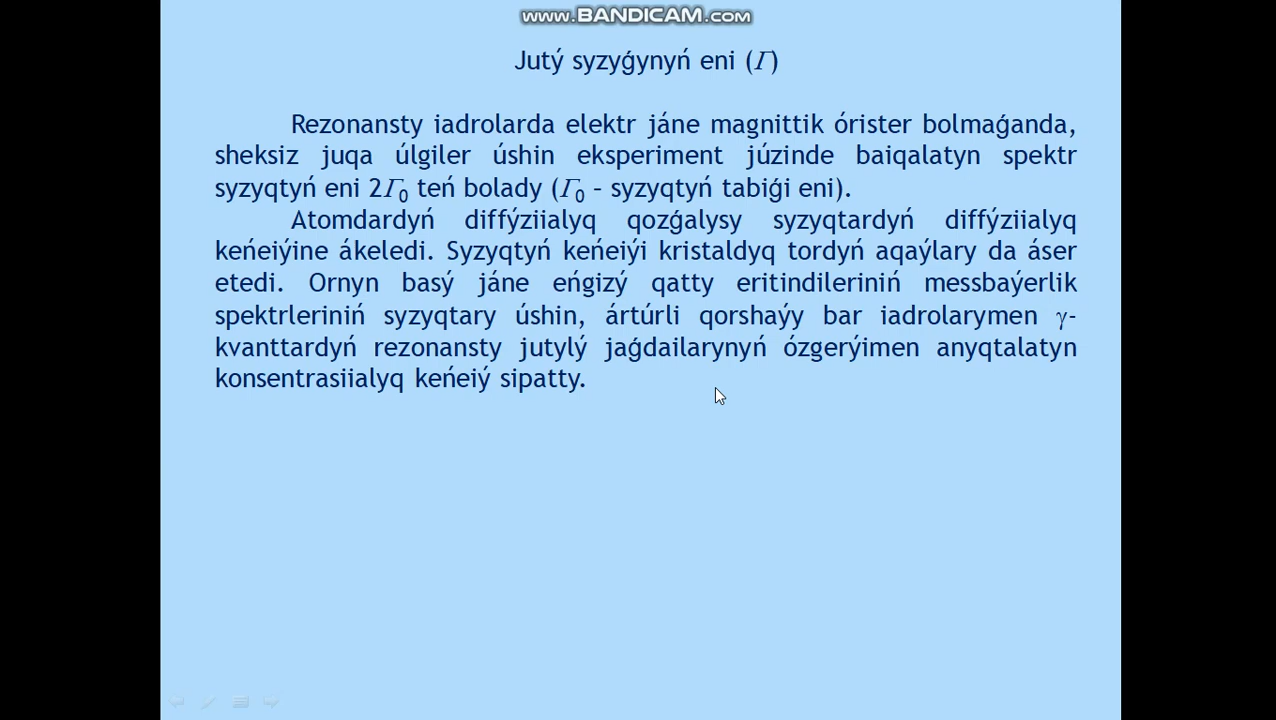 www.BANDICAM.com
Jutý syzyǵynyń eni (Γ)
Rezonansty iadrolarda elektr jáne magnittik órister bolmaǵanda,
sheksiz juqa úlgiler úshin eksperiment júzinde baiqalatyn spektr
syzyqtyń eni 2Γ₀ teń bolady (Γ₀ – syzyqtyń tabiǵi eni).
Atomdardyń diffýziialyq qozǵalysy syzyqtardyń diffýziialyq
keńeiýine ákeledi. Syzyqtyń keńeiýi kristaldyq tordyń aqaýlary da áser
etedi. Ornyn basý jáne eńgizý qatty eritindileriniń messbaýerlik
spektrleriniń syzyqtary úshin, ártúrli qorshaýy bar iadrolarymen γ-
kvanttardyń rezonansty jutylý jaǵdailarynyń ózgerýimen anyqtalatyn
konsentrasiialyq keńeiý sipatty.